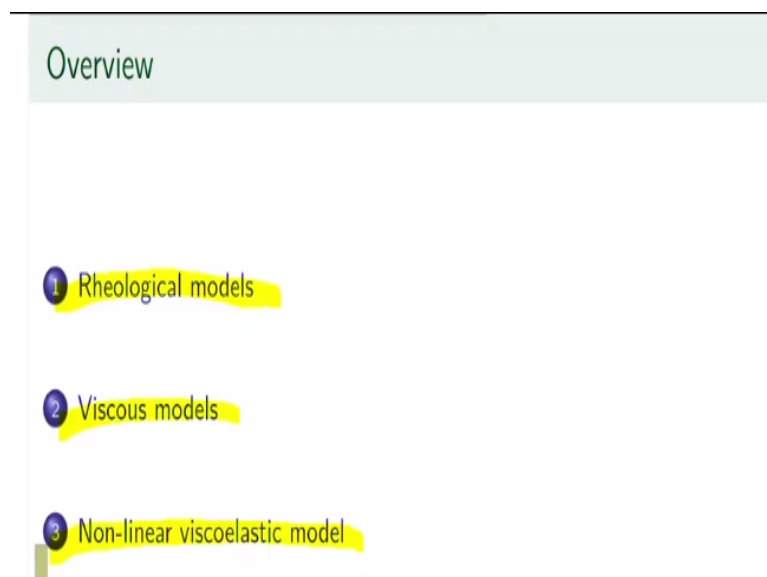 Overview
1 Rheological models
2 Viscous models
3 Non-linear viscoelastic model